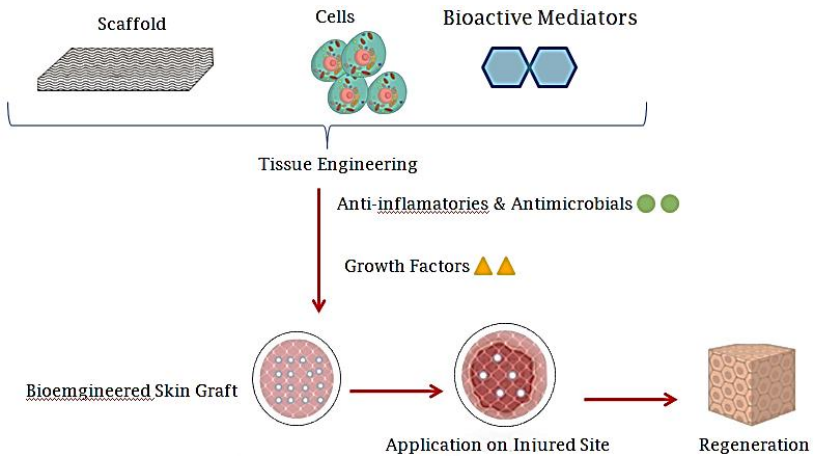 Scaffold
Cells
Bioactive Mediators
Tissue Engineering
Anti-inflamatories & Antimicrobials
Growth Factors
Bioemgineered Skin Graft
Application on Injured Site
Regeneration